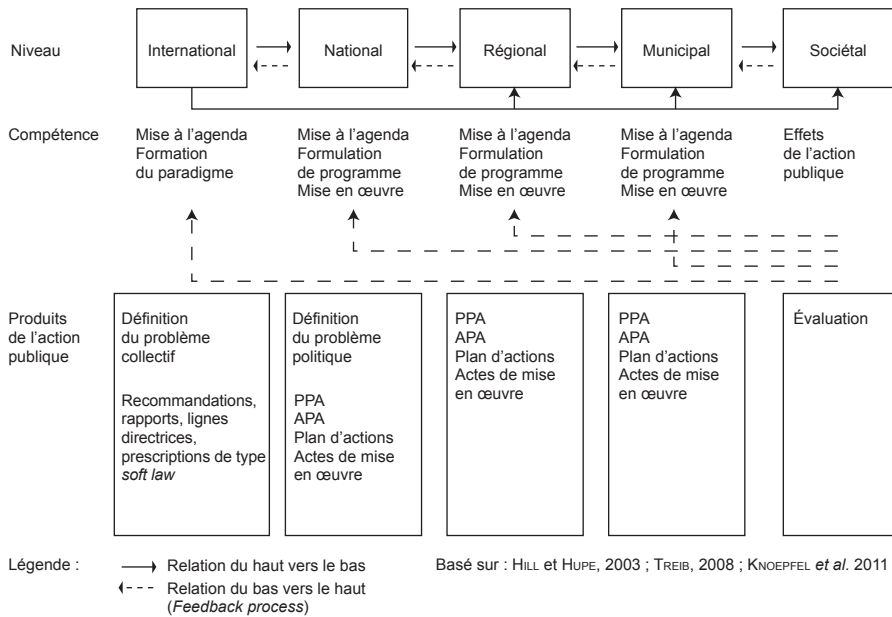 Niveau
International
National
Régional
Municipal
Sociétal
Compétence
Mise à l’agenda
Formation
du paradigme
Mise à l’agenda
Formulation
de programme
Mise en œuvre
Mise à l’agenda
Formulation
de programme
Mise en œuvre
Mise à l’agenda
Formulation
de programme
Mise en œuvre
Effets
de l’action
publique
Produits
de l’action
publique
Définition
du problème
collectif
Recommandations,
rapports, lignes
directrices,
prescriptions de type
soft law
Définition
du problème
politique
PPA
APA
Plan d’actions
Actes de mise
en œuvre
PPA
APA
Plan d’actions
Actes de mise
en œuvre
PPA
APA
Plan d’actions
Actes de mise
en œuvre
Évaluation
Légende :
Relation du haut vers le bas
Relation du bas vers le haut
(Feedback process)
Basé sur : HILL et HUPE, 2003 ; TREIB, 2008 ; KNOEPFEL et al. 2011